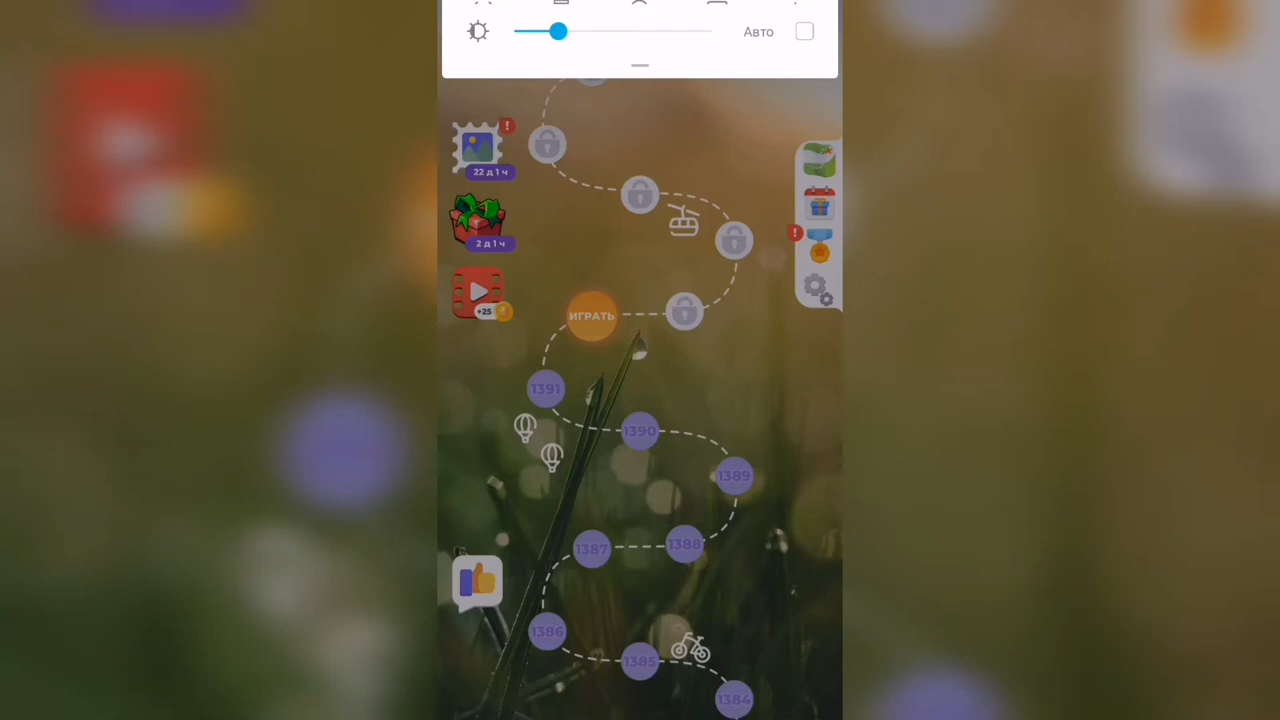 Авто
!
22 д 1 ч
2 д 1 ч
!
+25
ИГРАТЬ
1391
1390
1389
1387
1388
1386
1385
1384